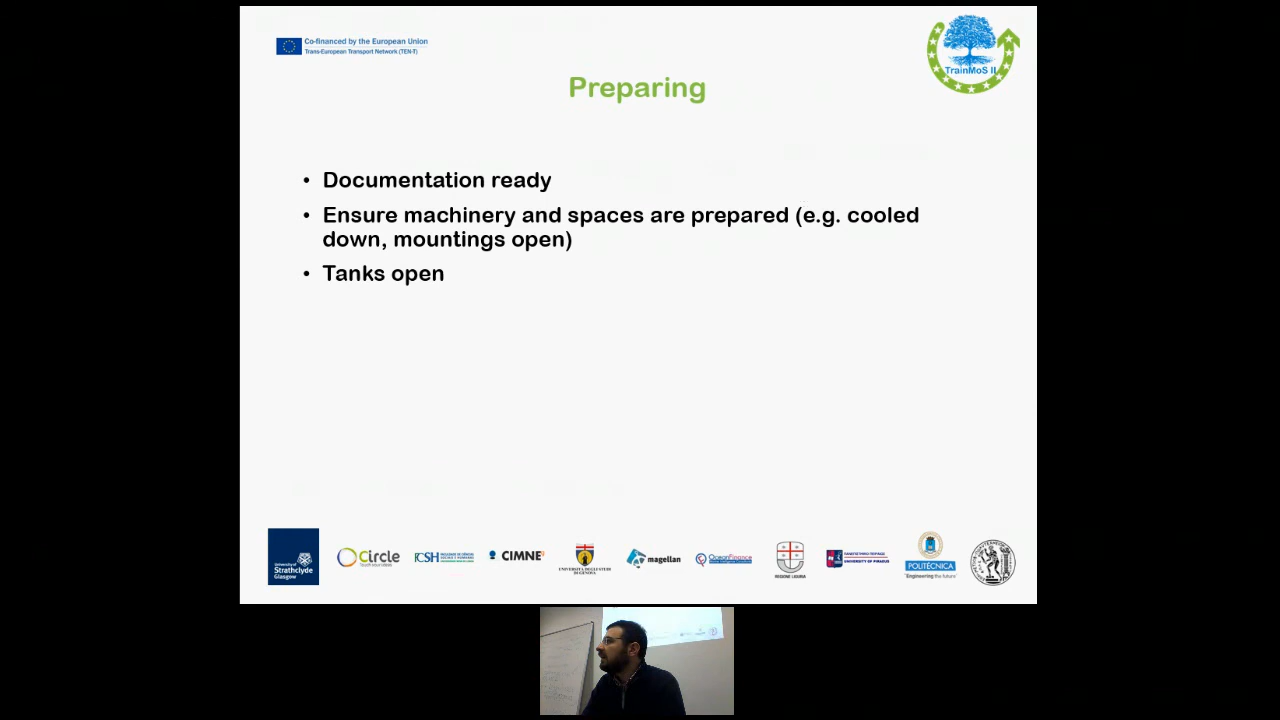 Co-financed by the European Union
Trans-European Transport Network (TEN-T)
TrainMoS II
Preparing
• Documentation ready
• Ensure machinery and spaces are prepared (e.g. cooled
down, mountings open)
• Tanks open
University of
Strathclyde
Glasgow
Circle
FCSH
CIMNE
UNIVERSITÀ DEGLI STUDI
DI GENOVA
magellan
OceanFinance
REGIONE LIGURIA
UNIVERSITY OF PIRAEUS
POLITÉCNICA
"Engineering the future"